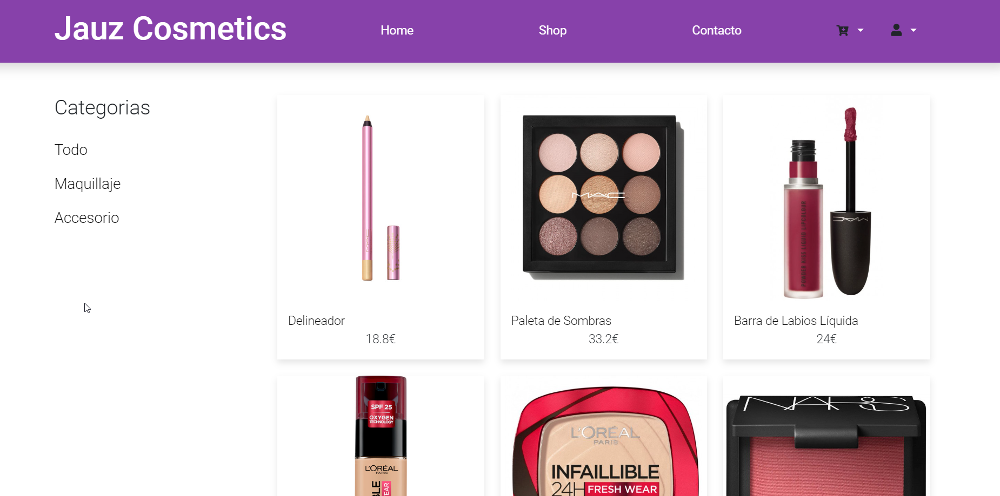 Jauz Cosmetics
Home
Shop
Contacto
Categorias
Todo
Maquillaje
Accesorio
MAC
MAC
POWDER KISS LIQUID LIPCOLOUR
MAC
Delineador
18.8€
Paleta de Sombras
33.2€
Barra de Labios Líquida
24€
SPF 25
OXYGEN
TECHNOLOGY
L'ORÉAL
PARIS
L'ORÉAL
PARIS
INFAILLIBLE
24H FRESH WEAR
NARS